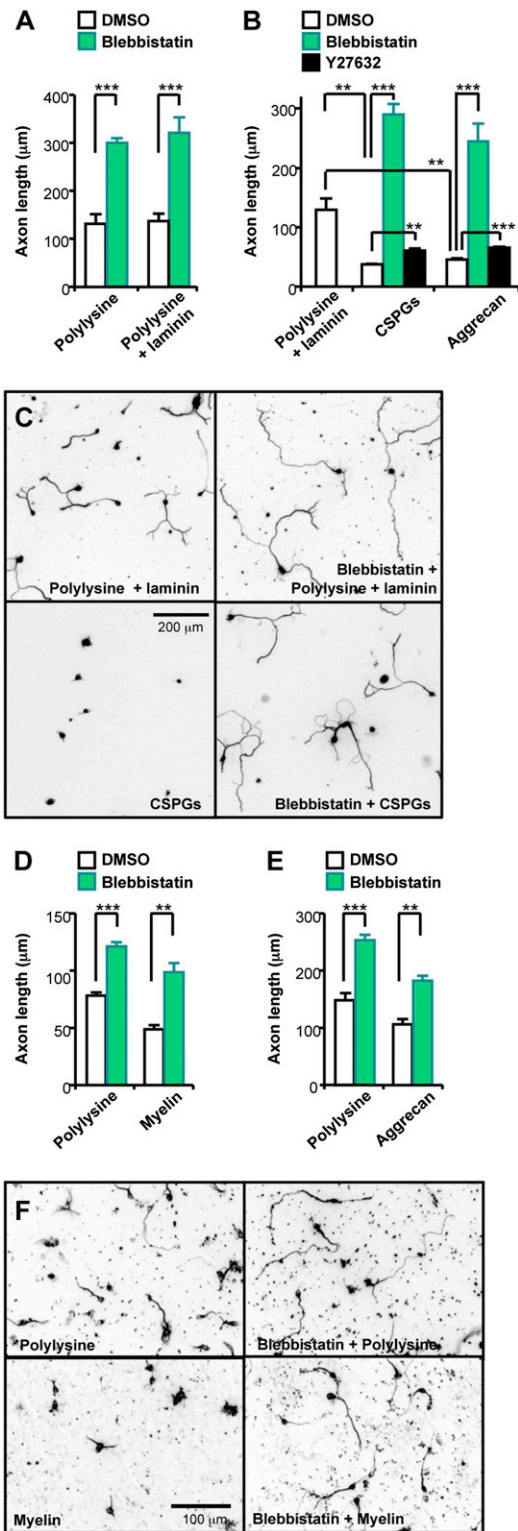 A
DMSO
Blebbistatin
***
***
400
300
200
100
0
Axon length (μm)
Polylysine
Polylysine
+ laminin
B
DMSO
Blebbistatin
Y27632
**
***
***
**
**
***
300
200
100
0
Axon length (μm)
Polylysine
+ laminin
CSPGs
Aggrecan
C
Polylysine + laminin
Blebbistatin +
Polylysine + laminin
200 μm
CSPGs
Blebbistatin + CSPGs
D
DMSO
Blebbistatin
***
**
150
100
50
0
Axon length (μm)
Polylysine
Myelin
E
DMSO
Blebbistatin
***
**
300
200
100
0
Axon length (μm)
Polylysine
Aggrecan
F
Polylysine
Blebbistatin + Polylysine
Myelin
100 μm
Blebbistatin + Myelin